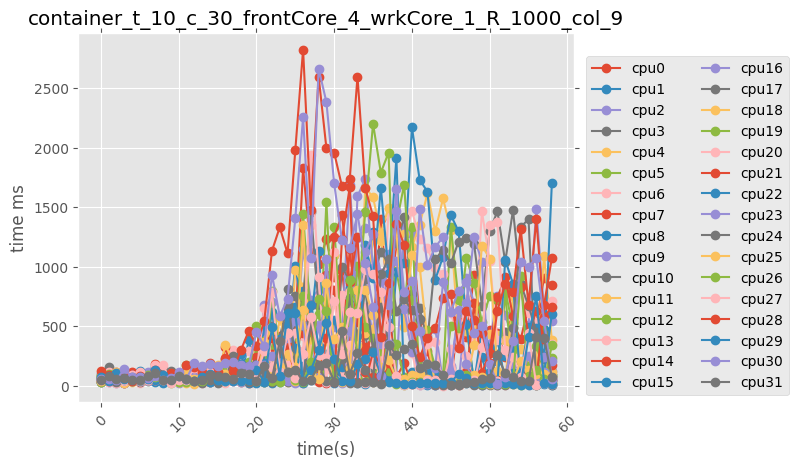 container_t_10_c_30_frontCore_4_wrkCore_1_R_1000_col_9
time ms
2500
2000
1500
1000
500
0
0 10 20 30 40 50 60
time(s)
cpu0 cpu16
cpu1 cpu17
cpu2 cpu18
cpu3 cpu19
cpu4 cpu20
cpu5 cpu21
cpu6 cpu22
cpu7 cpu23
cpu8 cpu24
cpu9 cpu25
cpu10 cpu26
cpu11 cpu27
cpu12 cpu28
cpu13 cpu29
cpu14 cpu30
cpu15 cpu31